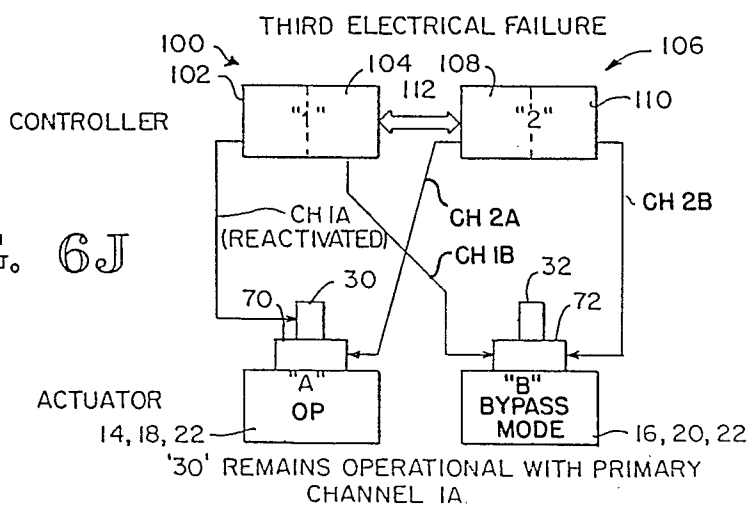 THIRD ELECTRICAL FAILURE
100
106
102
104
108
112
110
CONTROLLER
"1"
"2"
CH 1A
(REACTIVATED)
CH 2A
CH 2B
CH 1B
6J
30
32
70
72
ACTUATOR
"A"
OP
"B"
BYPASS
MODE
14, 18, 22
16, 20, 22
'30' REMAINS OPERATIONAL WITH PRIMARY
CHANNEL 1A.